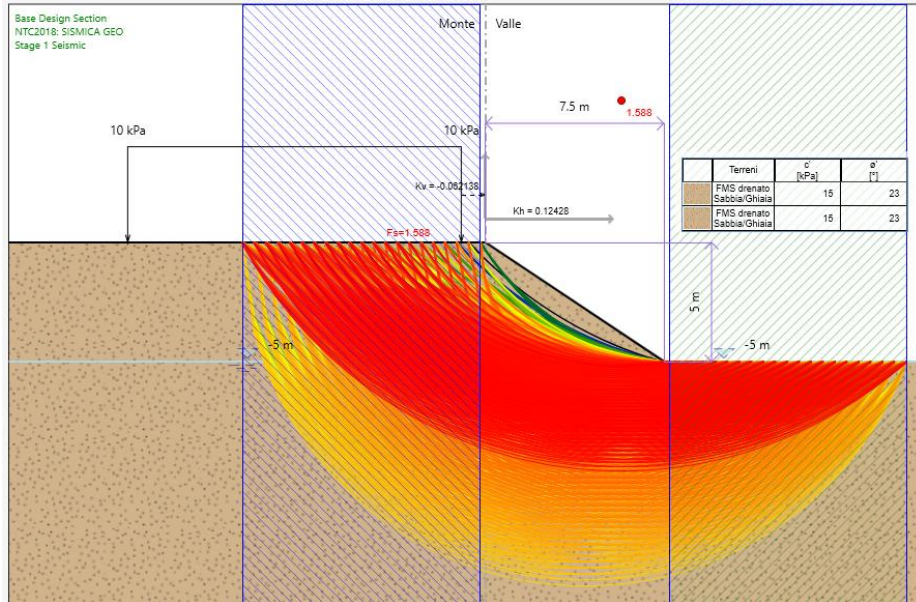 Base Design Section
NTC2018: SISMICA GEO
Stage 1 Seismic
Monte Valle
7.5 m
1.588
10 kPa
10 kPa
Kv = -0.062138
Kh = 0.12428
Fs=1.588
Terreni c' [kPa] ø' [°]
FMS drenato Sabbia/Ghiaia 15 23
FMS drenato Sabbia/Ghiaia 15 23
5 m
-5 m
-5 m